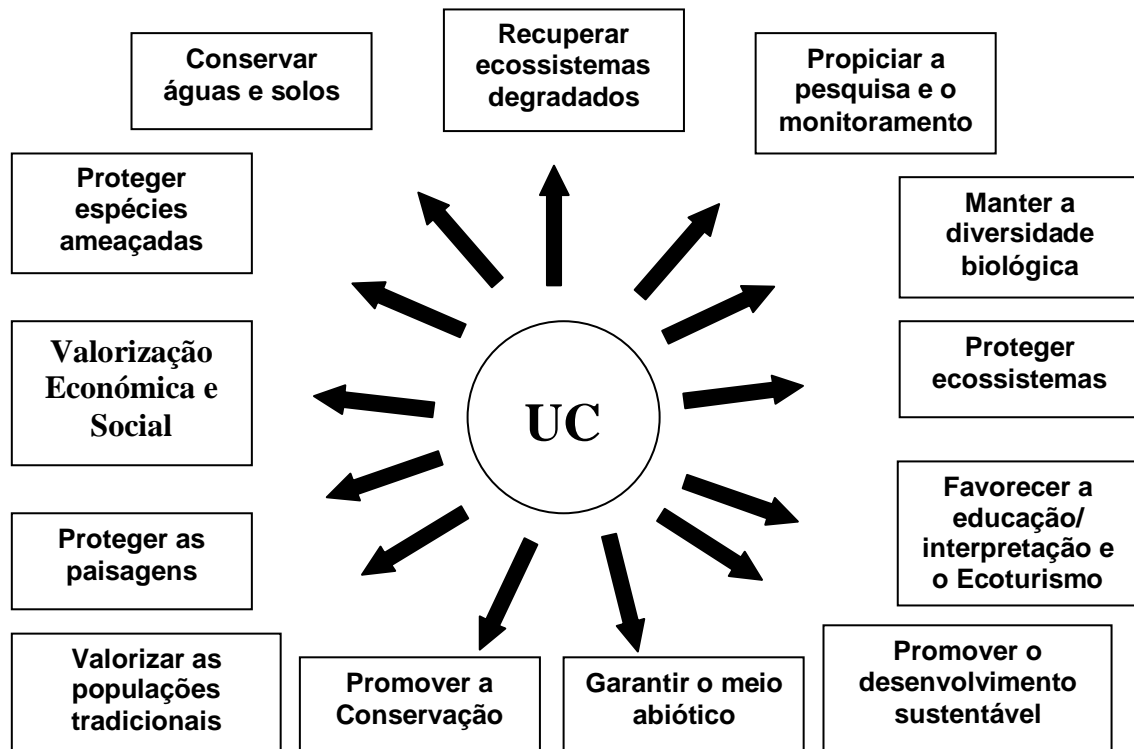 Conservar
águas e solos
Recuperar
ecossistemas
degradados
Propiciar a
pesquisa e o
monitoramento
Proteger
espécies
ameaçadas
Manter a
diversidade
biológica
Valorização
Económica e
Social
UC
Proteger
ecossistemas
Proteger as
paisagens
Favorecer a
educação/
interpretação e
o Ecoturismo
Valorizar as
populações
tradicionais
Promover a
Conservação
Garantir o meio
abiótico
Promover o
desenvolvimento
sustentável